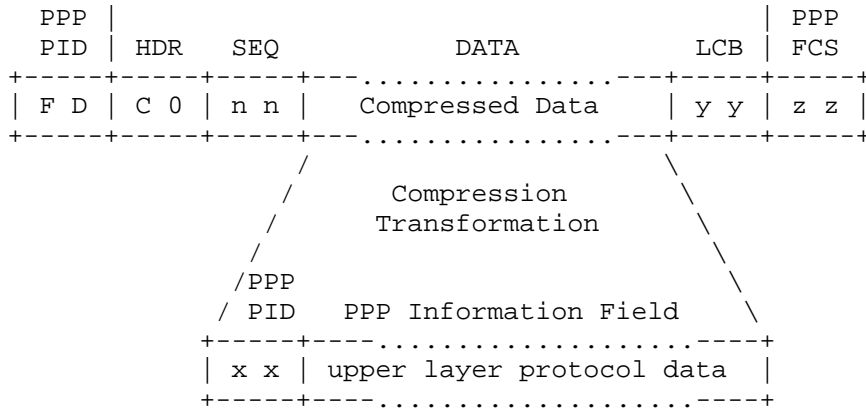 PPP | | PPP
PID | HDR SEQ DATA LCB | FCS
+-----+-----+-----+---................---+-----+-----+
| F D | C 0 | n n | Compressed Data | y y | z z |
+-----+-----+-----+---................---+-----+-----+
/ \
/ Compression \
/ Transformation \
/ \
/PPP \
/ PID PPP Information Field \
+-----+----.....................----+
| x x | upper layer protocol data |
+-----+----.....................----+